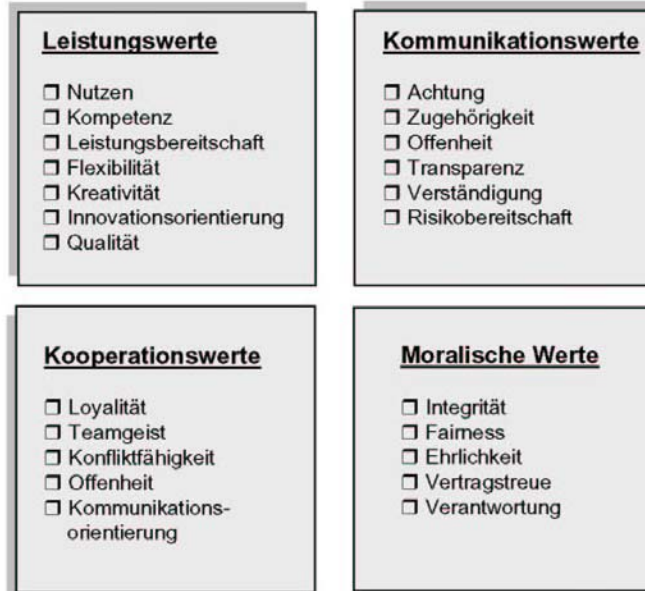 Leistungswerte
❒ Nutzen
❒ Kompetenz
❒ Leistungsbereitschaft
❒ Flexibilität
❒ Kreativität
❒ Innovationsorientierung
❒ Qualität
Kommunikationswerte
❒ Achtung
❒ Zugehörigkeit
❒ Offenheit
❒ Transparenz
❒ Verständigung
❒ Risikobereitschaft
Kooperationswerte
❒ Loyalität
❒ Teamgeist
❒ Konfliktfähigkeit
❒ Offenheit
❒ Kommunikations-
orientierung
Moralische Werte
❒ Integrität
❒ Fairness
❒ Ehrlichkeit
❒ Vertragstreue
❒ Verantwortung